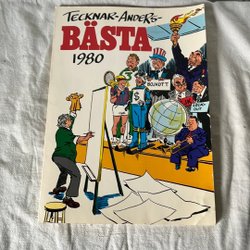 TECKNAR-ANDERS-
BÄSTA
1980
BOJKOTT
$